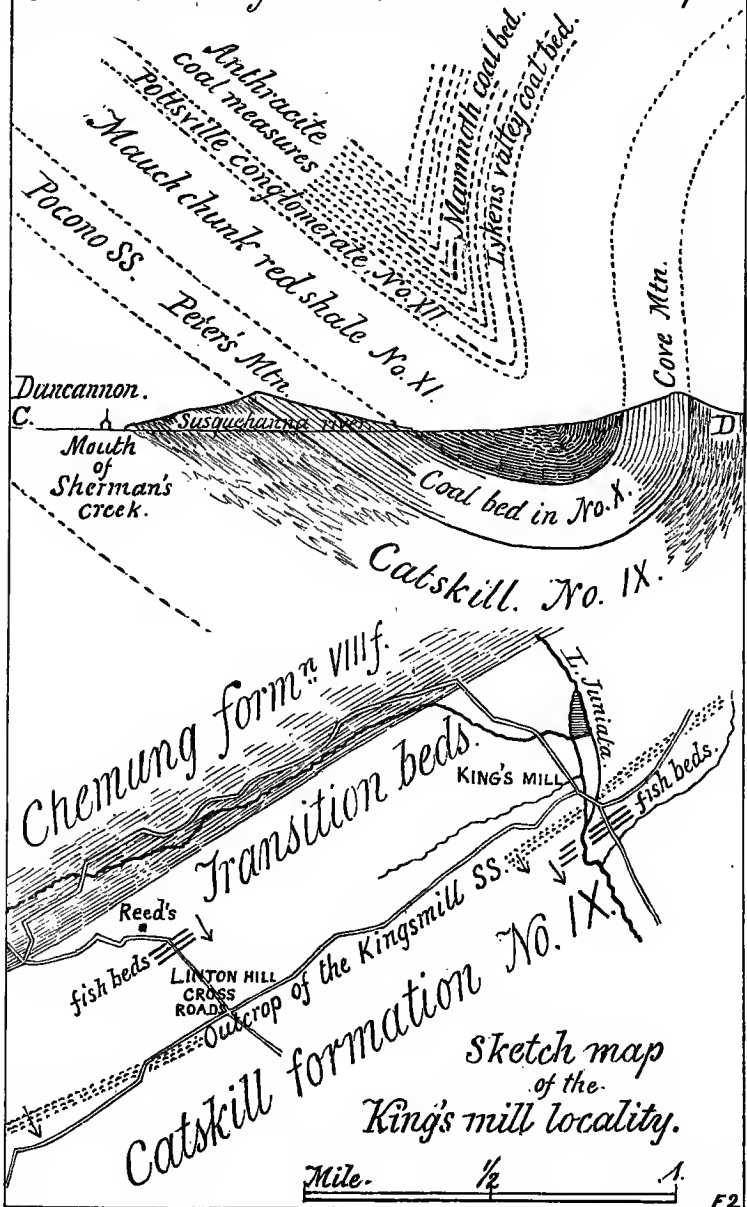 Anthracite
coal measures
Mammoth coal bed.
Lykens valley coal bed.
Pottsville conglomerate, No. XII.
Mauch chunk red shale No. XI.
Pocono SS.
Peter's Mtn.
Cove Mtn.
Duncannon.
C.
Susquehanna river.
D
Mouth
of
Sherman's
creek.
Coal bed in No. X.
Catskill. No. IX.
Chemung formn. VIII f.
L. Juniata
Transition beds.
KING'S MILL
fish beds.
Reed's
fish beds
LINTON HILL
CROSS
ROADS
Outcrop of the Kingsmill SS.
Catskill formation No. IX.
Sketch map
of the
King's mill locality.
Mile. 1/2 1.
F2